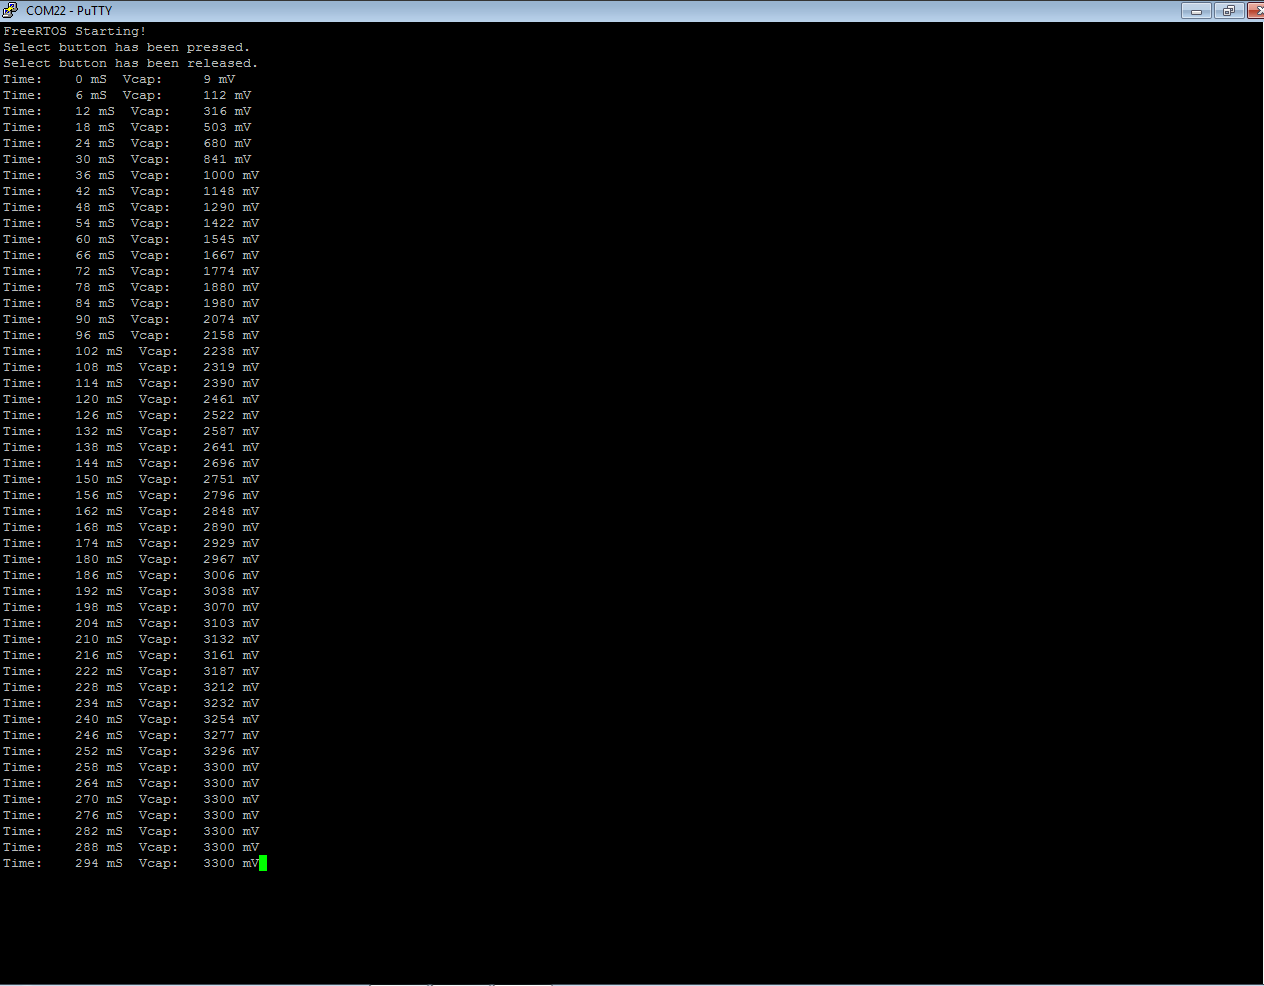 COM22 - PuTTY
FreeRTOS Starting!
Select button has been pressed.
Select button has been released.
Time:    0 mS  Vcap:     9 mV
Time:    6 mS  Vcap:     112 mV
Time:    12 mS  Vcap:    316 mV
Time:    18 mS  Vcap:    503 mV
Time:    24 mS  Vcap:    680 mV
Time:    30 mS  Vcap:    841 mV
Time:    36 mS  Vcap:    1000 mV
Time:    42 mS  Vcap:    1148 mV
Time:    48 mS  Vcap:    1290 mV
Time:    54 mS  Vcap:    1422 mV
Time:    60 mS  Vcap:    1545 mV
Time:    66 mS  Vcap:    1667 mV
Time:    72 mS  Vcap:    1774 mV
Time:    78 mS  Vcap:    1880 mV
Time:    84 mS  Vcap:    1980 mV
Time:    90 mS  Vcap:    2074 mV
Time:    96 mS  Vcap:    2158 mV
Time:    102 mS  Vcap:   2238 mV
Time:    108 mS  Vcap:   2319 mV
Time:    114 mS  Vcap:   2390 mV
Time:    120 mS  Vcap:   2461 mV
Time:    126 mS  Vcap:   2522 mV
Time:    132 mS  Vcap:   2587 mV
Time:    138 mS  Vcap:   2641 mV
Time:    144 mS  Vcap:   2696 mV
Time:    150 mS  Vcap:   2751 mV
Time:    156 mS  Vcap:   2796 mV
Time:    162 mS  Vcap:   2848 mV
Time:    168 mS  Vcap:   2890 mV
Time:    174 mS  Vcap:   2929 mV
Time:    180 mS  Vcap:   2967 mV
Time:    186 mS  Vcap:   3006 mV
Time:    192 mS  Vcap:   3038 mV
Time:    198 mS  Vcap:   3070 mV
Time:    204 mS  Vcap:   3103 mV
Time:    210 mS  Vcap:   3132 mV
Time:    216 mS  Vcap:   3161 mV
Time:    222 mS  Vcap:   3187 mV
Time:    228 mS  Vcap:   3212 mV
Time:    234 mS  Vcap:   3232 mV
Time:    240 mS  Vcap:   3254 mV
Time:    246 mS  Vcap:   3277 mV
Time:    252 mS  Vcap:   3296 mV
Time:    258 mS  Vcap:   3300 mV
Time:    264 mS  Vcap:   3300 mV
Time:    270 mS  Vcap:   3300 mV
Time:    276 mS  Vcap:   3300 mV
Time:    282 mS  Vcap:   3300 mV
Time:    288 mS  Vcap:   3300 mV
Time:    294 mS  Vcap:   3300 mV